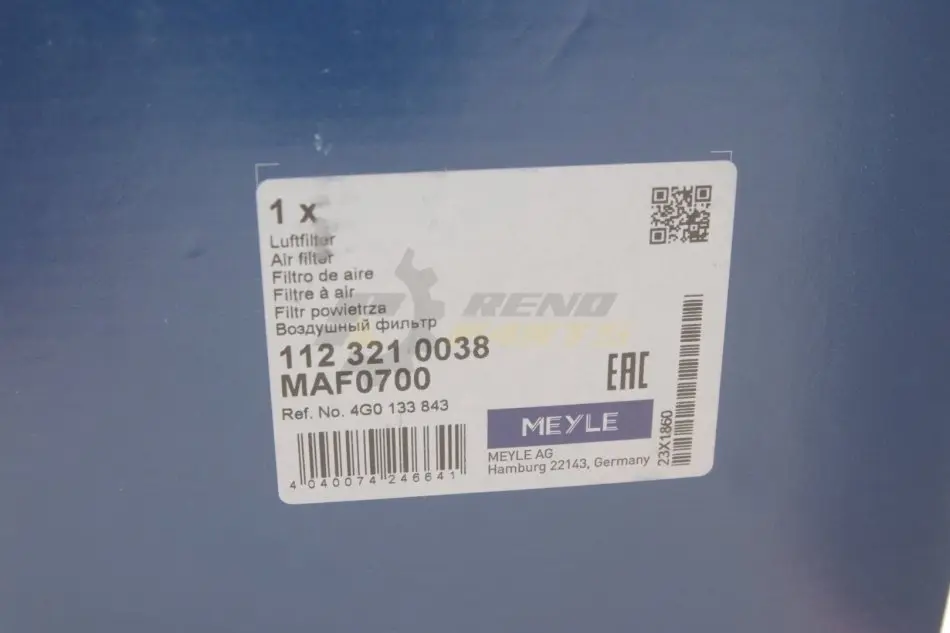 1 x
Luftfilter
Air filter
Filtro de aire
Filtre à air
Filtr powietrza
Воздушный фильтр
112 321 0038
MAF0700
Ref. No. 4G0 133 843
4 040074 246641
RENO
PARTS
EAC
MEYLE
MEYLE AG
Hamburg 22143, Germany
23X1860